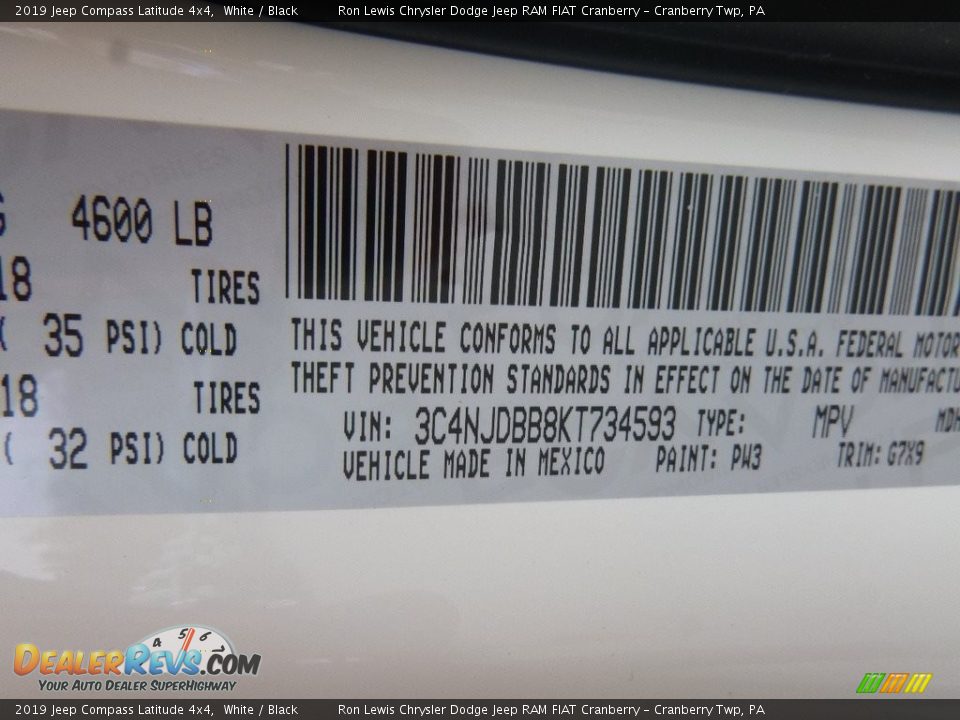 2019 Jeep Compass Latitude 4x4, White / Black Ron Lewis Chrysler Dodge Jeep RAM FIAT Cranberry - Cranberry Twp, PA
4600 LB
18 TIRES
( 35 PSI) COLD
18 TIRES
( 32 PSI) COLD
THIS VEHICLE CONFORMS TO ALL APPLICABLE U.S.A. FEDERAL MOTOR
THEFT PREVENTION STANDARDS IN EFFECT ON THE DATE OF MANUFACTU
VIN: 3C4NJDBB8KT734593 TYPE: MPV MDH
VEHICLE MADE IN MEXICO PAINT: PW3 TRIM: G7X9
4 5 6
DEALERREVS.COM
YOUR AUTO DEALER SUPERHIGHWAY
2019 Jeep Compass Latitude 4x4, White / Black Ron Lewis Chrysler Dodge Jeep RAM FIAT Cranberry - Cranberry Twp, PA